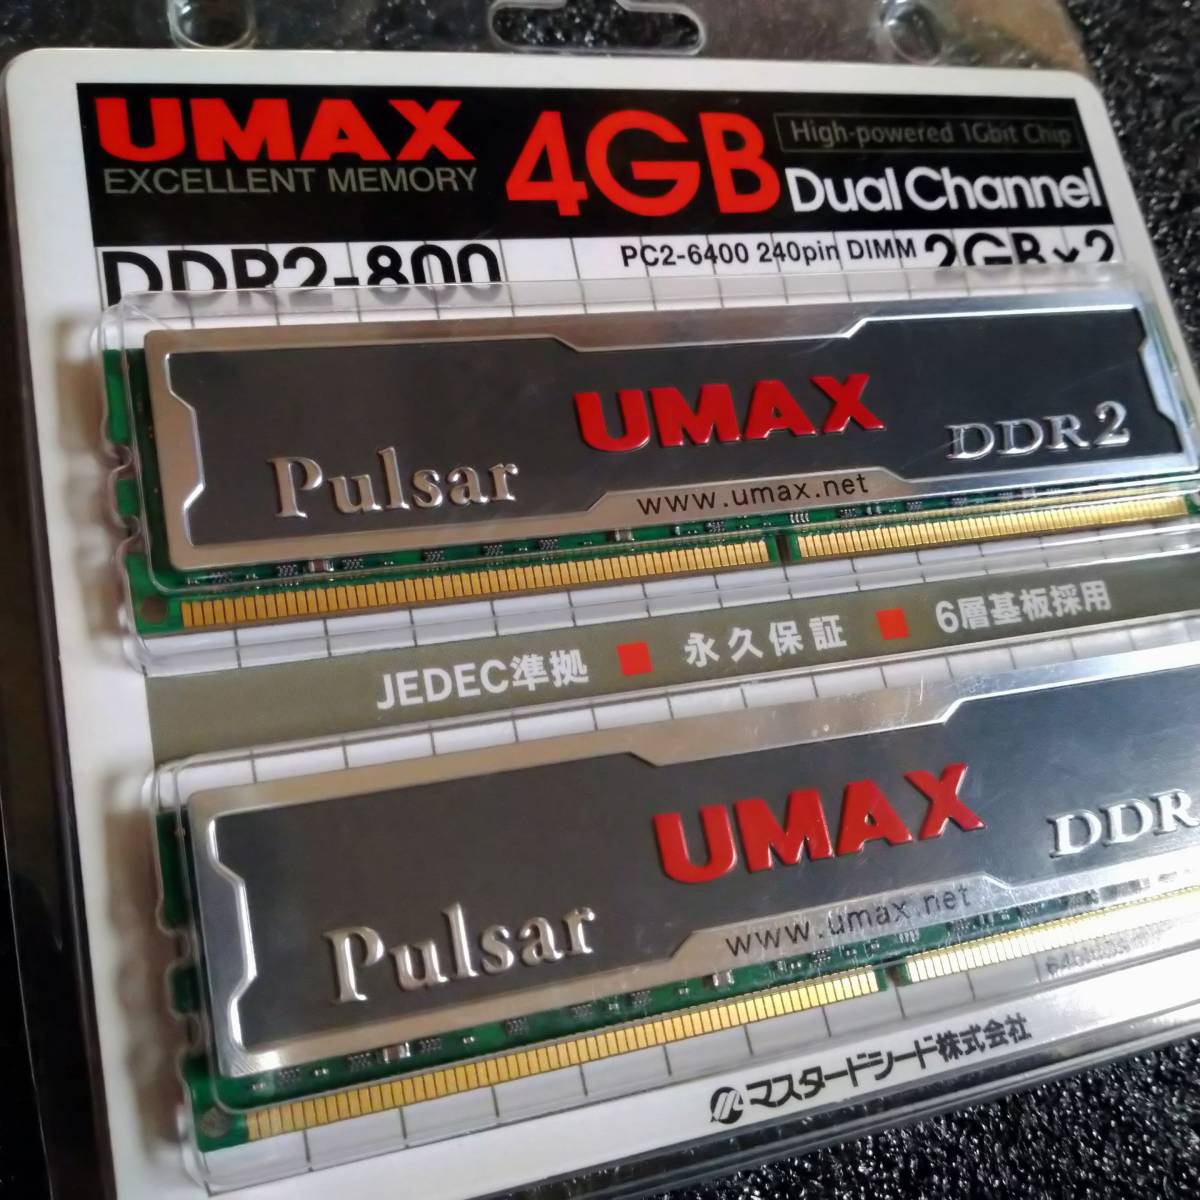 UMAX
EXCELLENT MEMORY
4GB
High-powered 1Gbit Chip
Dual Channel
DDR2-800
PC2-6400 240pin DIMM 2GB×2
Pulsar
UMAX
DDR2
www.umax.net
JEDEC準拠 ■ 永久保証 ■ 6層基板採用
Pulsar
UMAX
DDR
www.umax.net
マスタードシード株式会社